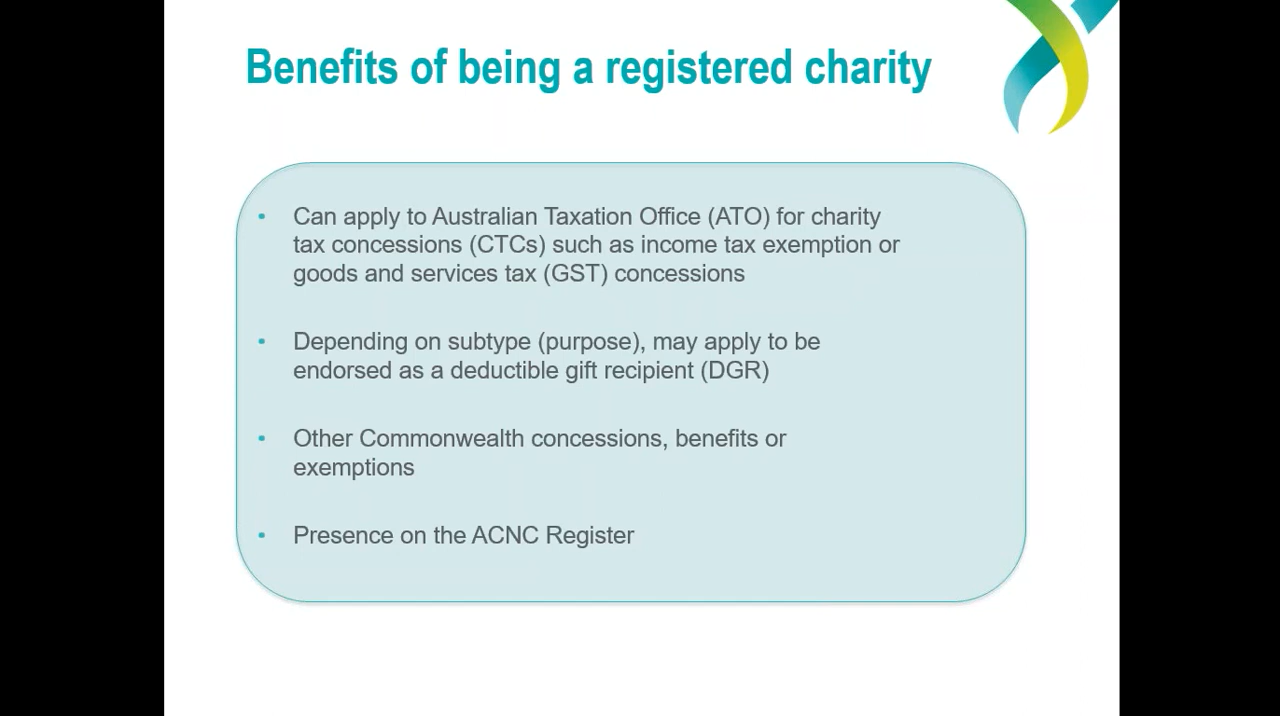 Benefits of being a registered charity
• Can apply to Australian Taxation Office (ATO) for charity
tax concessions (CTCs) such as income tax exemption or
goods and services tax (GST) concessions
• Depending on subtype (purpose), may apply to be
endorsed as a deductible gift recipient (DGR)
• Other Commonwealth concessions, benefits or
exemptions
• Presence on the ACNC Register